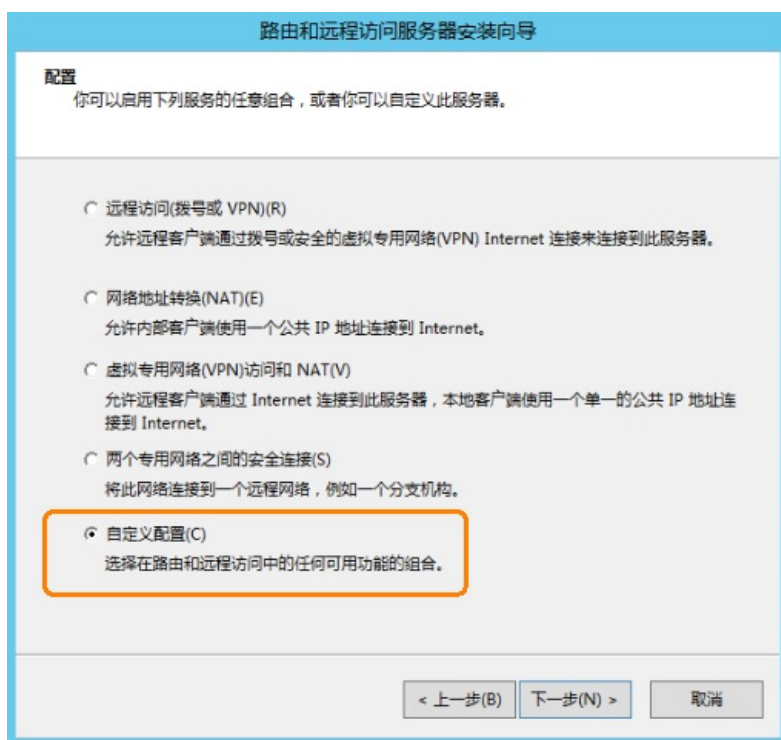 路由和远程访问服务器安装向导
配置
你可以启用下列服务的任意组合，或者你可以自定义此服务器。
远程访问(拨号或 VPN)(R)
允许远程客户端通过拨号或安全的虚拟专用网络(VPN) Internet 连接来连接到此服务器。
网络地址转换(NAT)(E)
允许内部客户端使用一个公共 IP 地址连接到 Internet。
虚拟专用网络(VPN)访问和 NAT(V)
允许远程客户端通过 Internet 连接到此服务器，本地客户端使用一个单一的公共 IP 地址连
接到 Internet。
两个专用网络之间的安全连接(S)
将此网络连接到一个远程网络，例如一个分支机构。
自定义配置(C)
选择在路由和远程访问中的任何可用功能的组合。
< 上一步(B) 下一步(N) > 取消